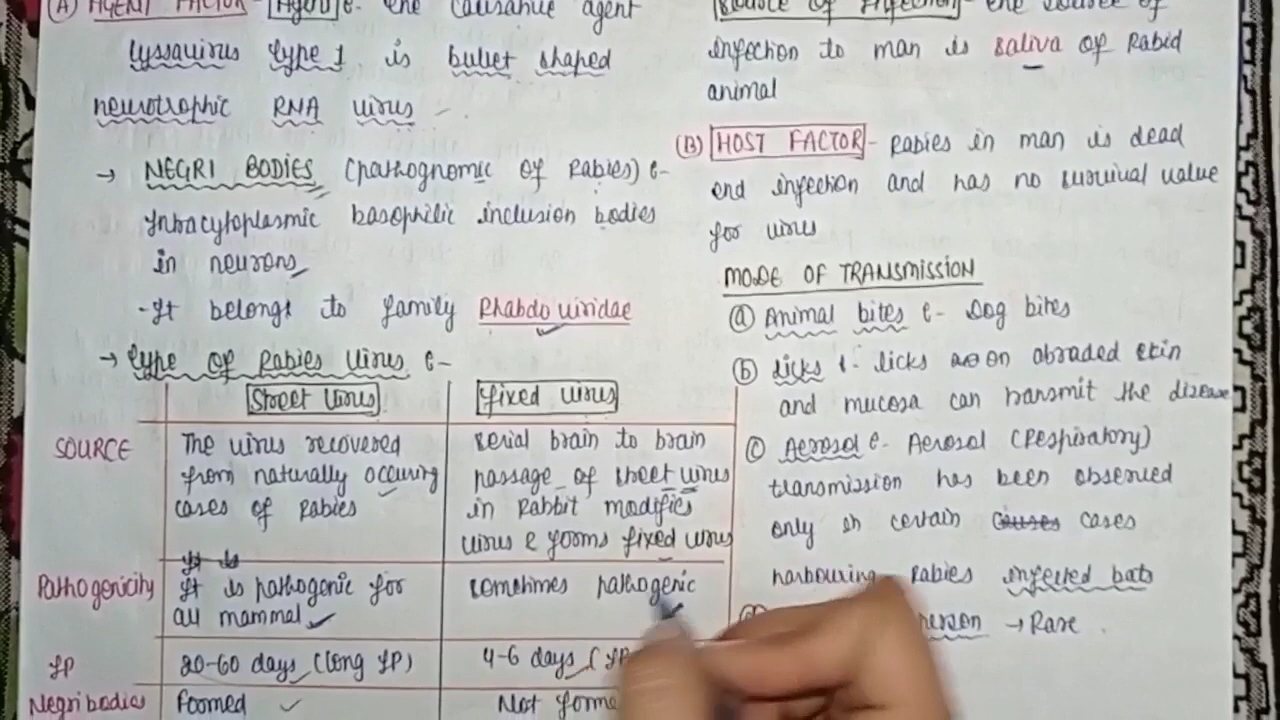 (A) AGENT FACTOR - Agent :- The causative agent
lyssavirus type 1 is bullet shaped
neurotrophic RNA virus
→ NEGRI BODIES (pathognomic of Rabies) :-
Intracytoplasmic basophilic inclusion bodies
in neurons
- It belongs to family Rhabdoviridae
→ Type of Rabies virus :-
Street virus
fixed virus
SOURCE
The virus recovered
from naturally occuring
cases of rabies
serial brain to brain
passage of street virus
in Rabbit modifies
virus & forms fixed virus
It is
Pathogenicity
It is pathogenic for
all mammal
sometimes pathogenic
IP
20-60 days (long IP)
4-6 days (IP
Negribodies
Foomed
Not forme
Source of Infection - The source of
infection to man is saliva of Rabid
animal
(B) HOST FACTOR - Rabies in man is dead
end infection and has no survival value
for virus
MODE OF TRANSMISSION
(a) Animal bites :- Dog bites
(b) licks :- licks on abraded skin
and mucosa can transmit the disease
(c) Aerosol :- Aerosol (Respiratory)
transmission has been observed
only in certain causes cases
harbouring rabies infected bats
person → Rare